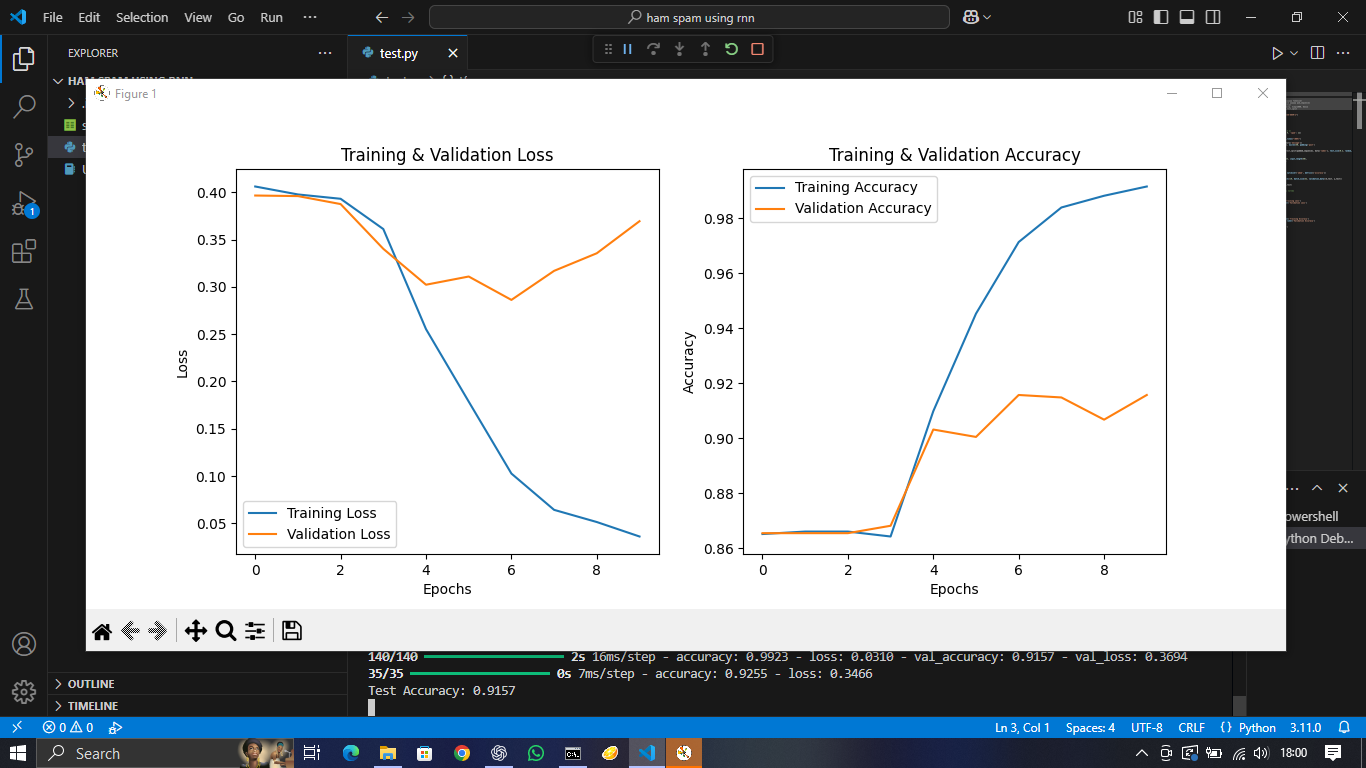 File Edit Selection View Go Run ···
ham spam using rnn
EXPLORER ···
test.py
Figure 1
Training & Validation Loss
0.40
0.35
0.30
0.25
0.20
0.15
0.10
0.05
Loss
Training Loss
Validation Loss
0 2 4 6 8
Epochs
Training & Validation Accuracy
Training Accuracy
Validation Accuracy
0.98
0.96
0.94
0.92
0.90
0.88
0.86
Accuracy
0 2 4 6 8
Epochs
1
owershell
ython Deb...
140/140 2s 16ms/step - accuracy: 0.9923 - loss: 0.0310 - val_accuracy: 0.9157 - val_loss: 0.3694
35/35 0s 7ms/step - accuracy: 0.9255 - loss: 0.3466
Test Accuracy: 0.9157
OUTLINE
TIMELINE
0 0 Ln 3, Col 1 Spaces: 4 UTF-8 CRLF {} Python 3.11.0
Search
18:00